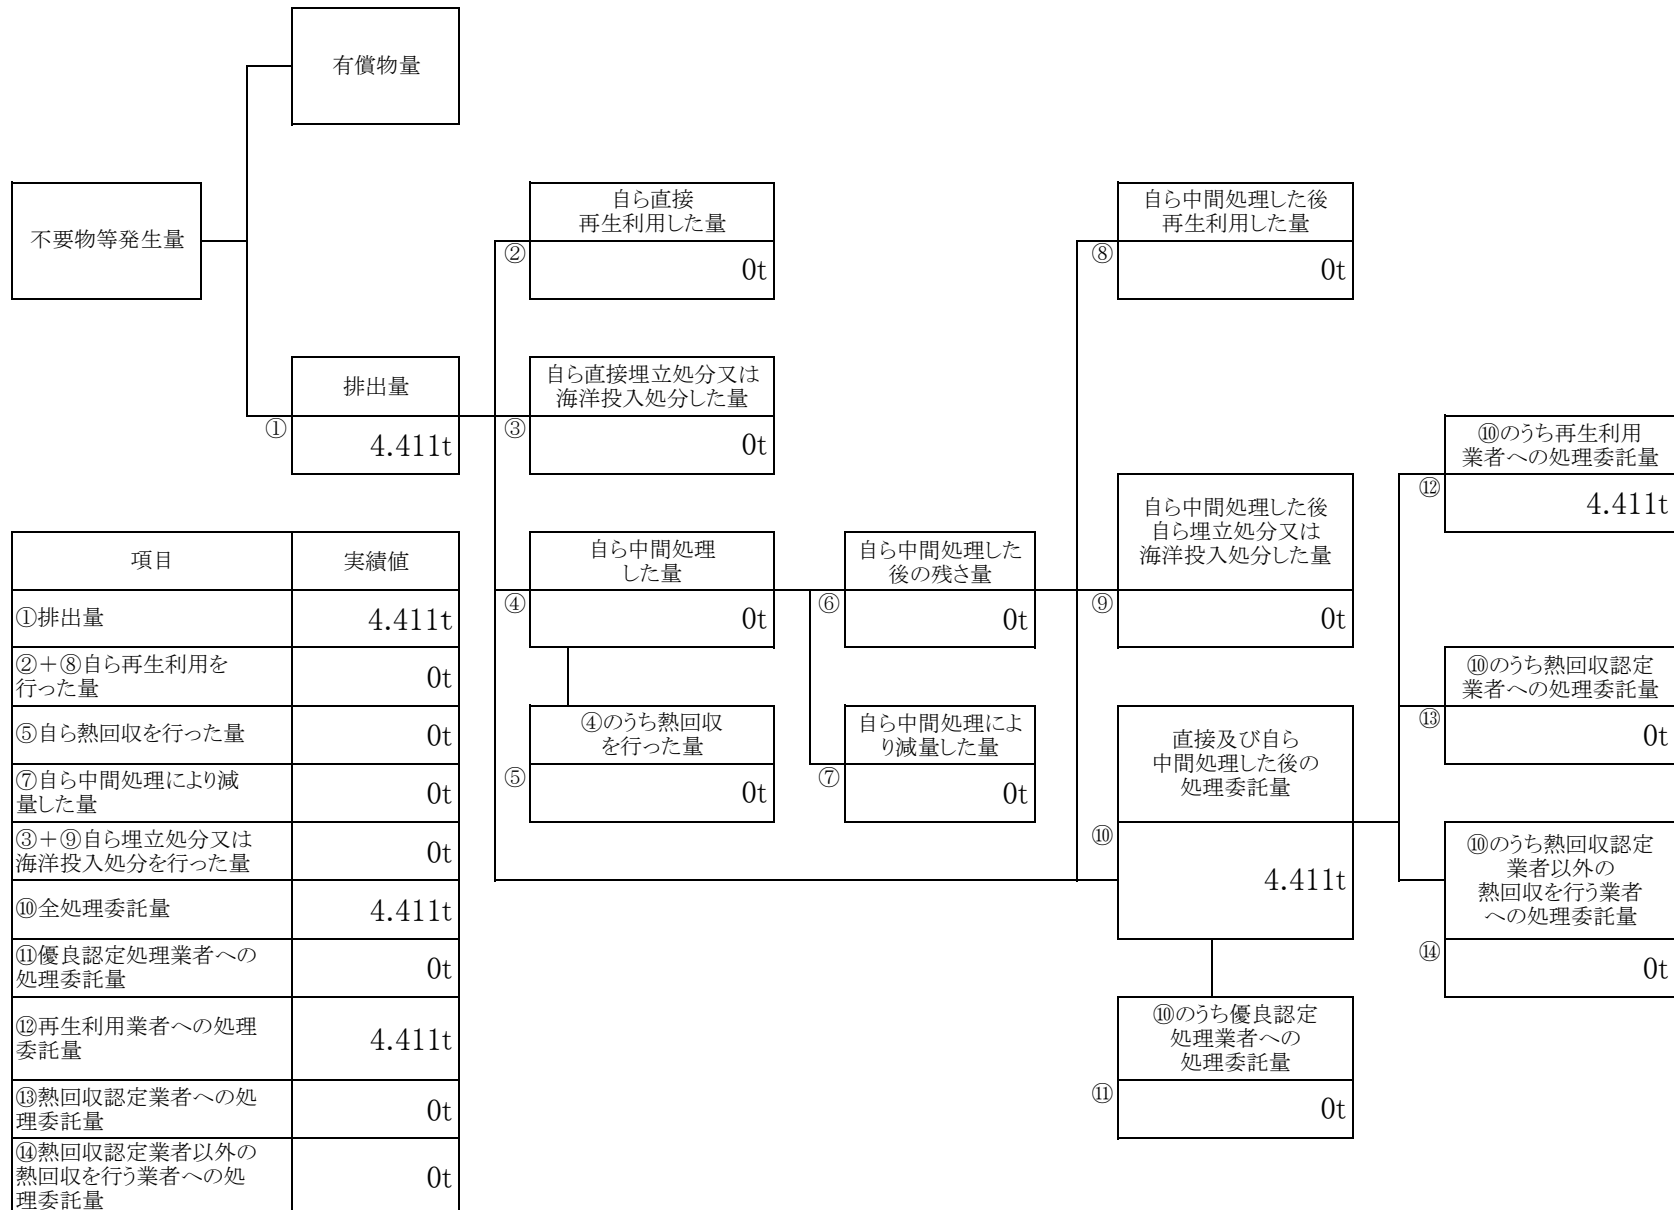 有償物量
不要物等発生量
自ら直接
再生利用した量
②
0t
自ら中間処理した後
再生利用した量
⑧
0t
排出量
①
4.411t
自ら直接埋立処分又は
海洋投入処分した量
③
0t
⑩のうち再生利用
業者への処理委託量
⑫
4.411t
自ら中間処理
した量
④
0t
自ら中間処理した
後の残さ量
⑥
0t
自ら中間処理した後
自ら埋立処分又は
海洋投入処分した量
⑨
0t
⑩のうち熱回収認定
業者への処理委託量
⑬
0t
④のうち熱回収
を行った量
⑤
0t
自ら中間処理によ
り減量した量
⑦
0t
直接及び自ら
中間処理した後の
処理委託量
⑩
4.411t
⑩のうち熱回収認定
業者以外の
熱回収を行う業者
への処理委託量
⑭
0t
⑩のうち優良認定
処理業者への
処理委託量
⑪
0t
項目
実績値
①排出量
4.411t
②+⑧自ら再生利用を
行った量
0t
⑤自ら熱回収を行った量
0t
⑦自ら中間処理により減
量した量
0t
③+⑨自ら埋立処分又は
海洋投入処分を行った量
0t
⑩全処理委託量
4.411t
⑪優良認定処理業者への
処理委託量
0t
⑫再生利用業者への処理
委託量
4.411t
⑬熱回収認定業者への処
理委託量
0t
⑭熱回収認定業者以外の
熱回収を行う業者への処
理委託量
0t